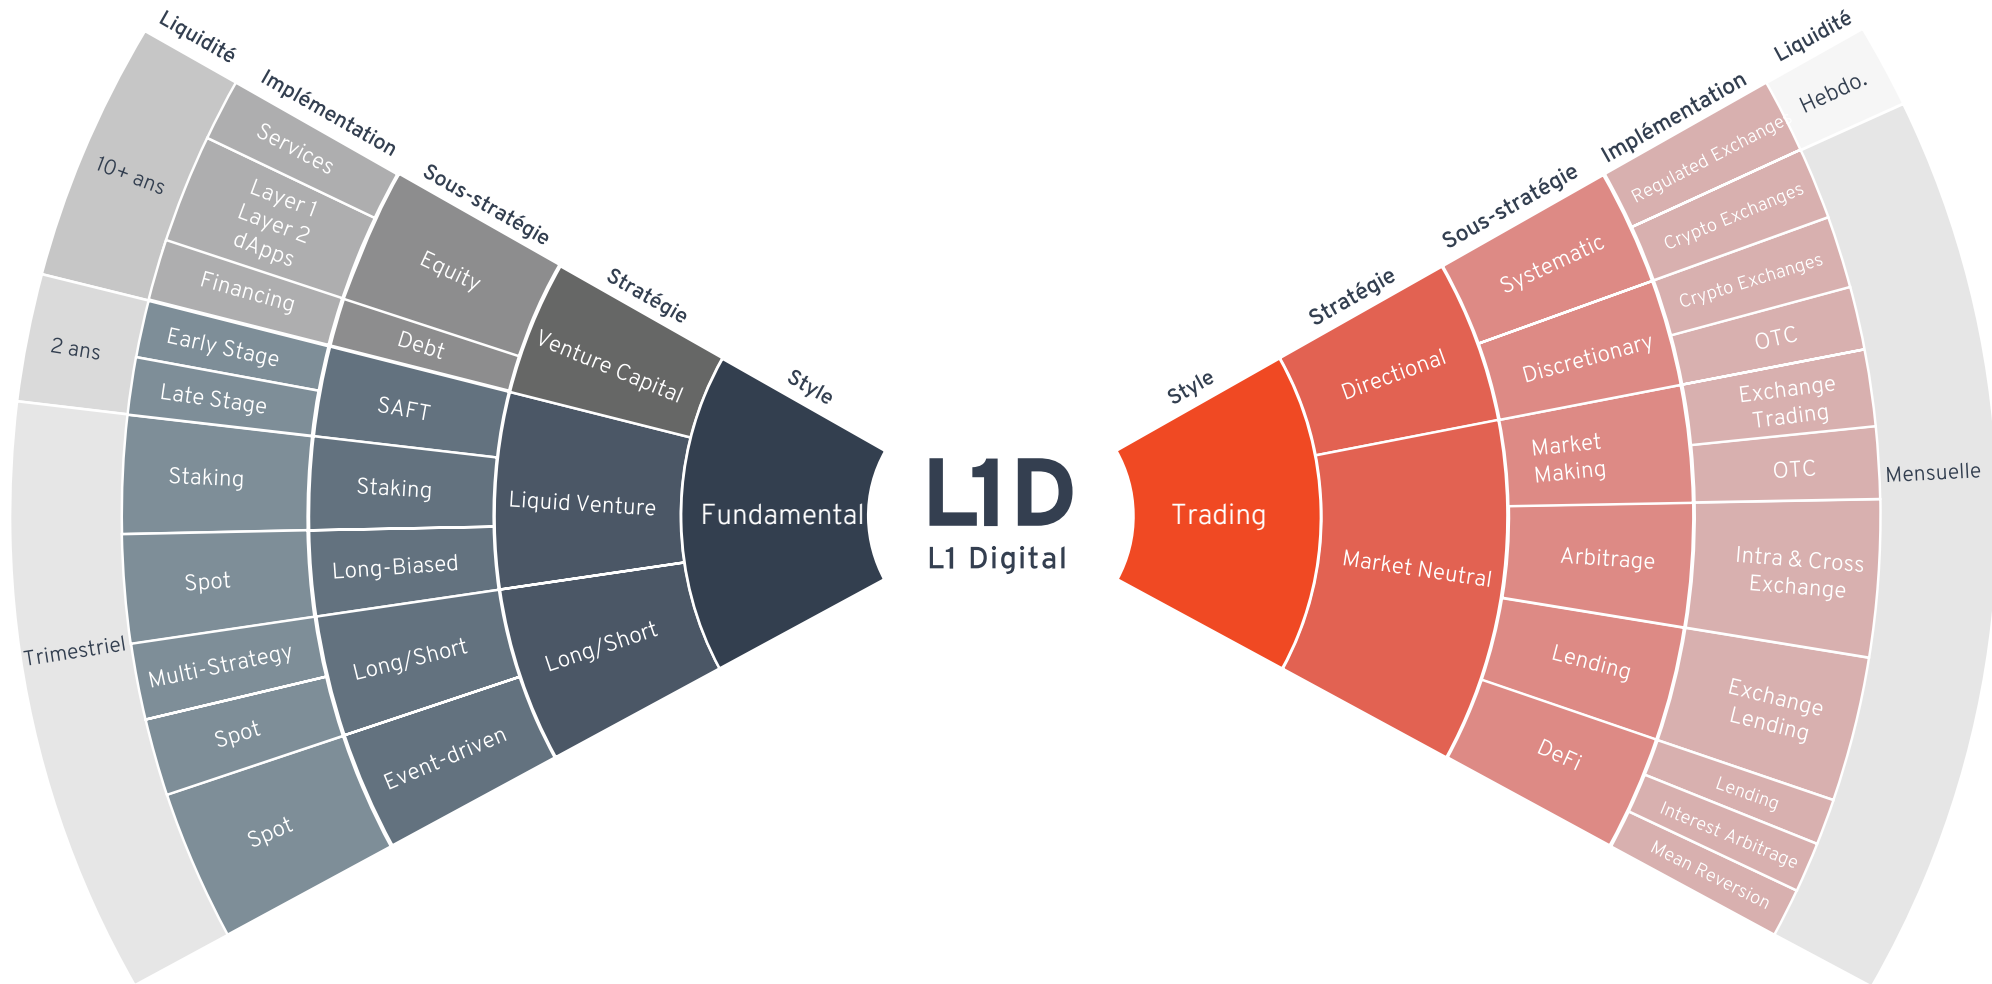 Liquidité
Implémentation
Sous-stratégie
Stratégie
Style
10+ ans
2 ans
Trimestriel
Services
Layer 1
Layer 2
dApps
Financing
Early Stage
Late Stage
Staking
Spot
Multi-Strategy
Spot
Spot
Equity
Debt
SAFT
Staking
Long-Biased
Long/Short
Event-driven
Venture Capital
Liquid Venture
Long/Short
Fundamental
L1D
L1 Digital
Style
Stratégie
Sous-stratégie
Implémentation
Liquidité
Trading
Directional
Market Neutral
Systematic
Discretionary
Market
Making
Arbitrage
Lending
DeFi
Regulated Exchanges
Crypto Exchanges
Crypto Exchanges
OTC
Exchange
Trading
OTC
Intra & Cross
Exchange
Exchange
Lending
Lending
Interest Arbitrage
Mean Reversion
Hebdo.
Mensuelle